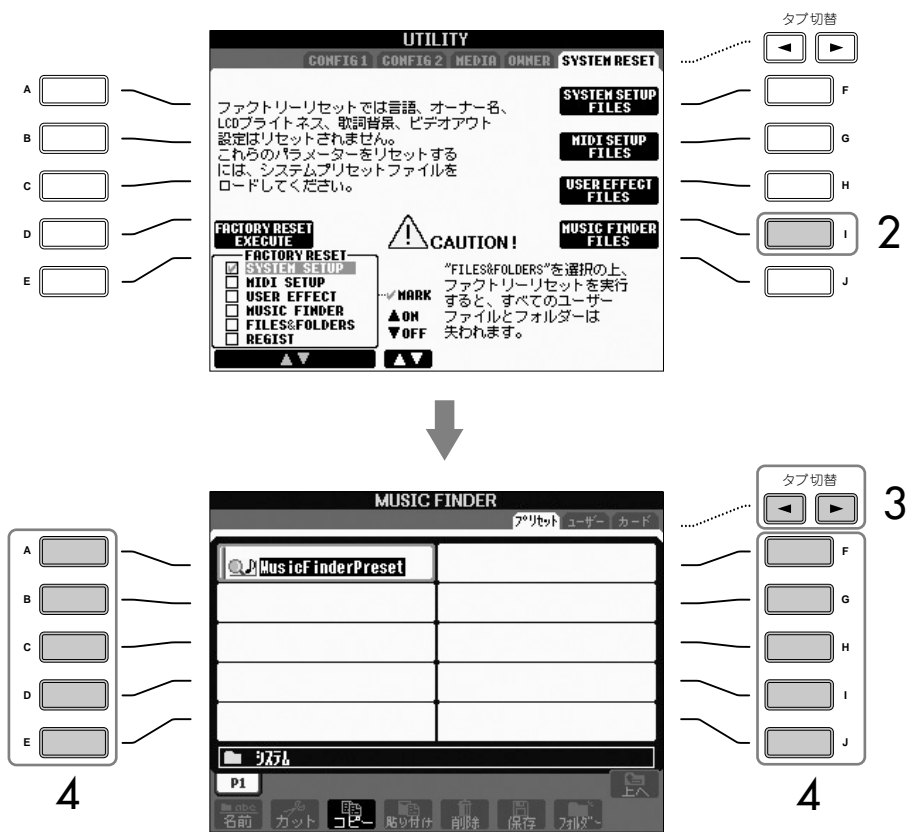 タブ切替
UTILITY
CONFIG 1 CONFIG 2 MEDIA OWNER SYSTEM RESET
A
B
C
D
E
F
G
H
I
J
2
ファクトリーリセットでは言語、オーナー名、
LCDブライトネス、歌詞背景、ビデオアウト
設定はリセットされません。
これらのパラメーターをリセットする
には、システムプリセットファイルを
ロードしてください。
SYSTEM SETUP
FILES
MIDI SETUP
FILES
USER EFFECT
FILES
MUSIC FINDER
FILES
FACTORY RESET
EXECUTE
FACTORY RESET
SYSTEM SETUP
MIDI SETUP
USER EFFECT
MUSIC FINDER
FILES&FOLDERS
REGIST
▲▼
MARK
▲ON
▼OFF
▲▼
CAUTION !
"FILES&FOLDERS"を選択の上、
ファクトリーリセットを実行
すると、すべてのユーザー
ファイルとフォルダーは
失われます。
タブ切替
3
MUSIC FINDER
プリセット ユーザー カード
MusicFinderPreset
A
B
C
D
E
4
F
G
H
I
J
4
システム
P1
上へ
abc
名前 カット コピー 貼り付け 削除 保存 フォルダー